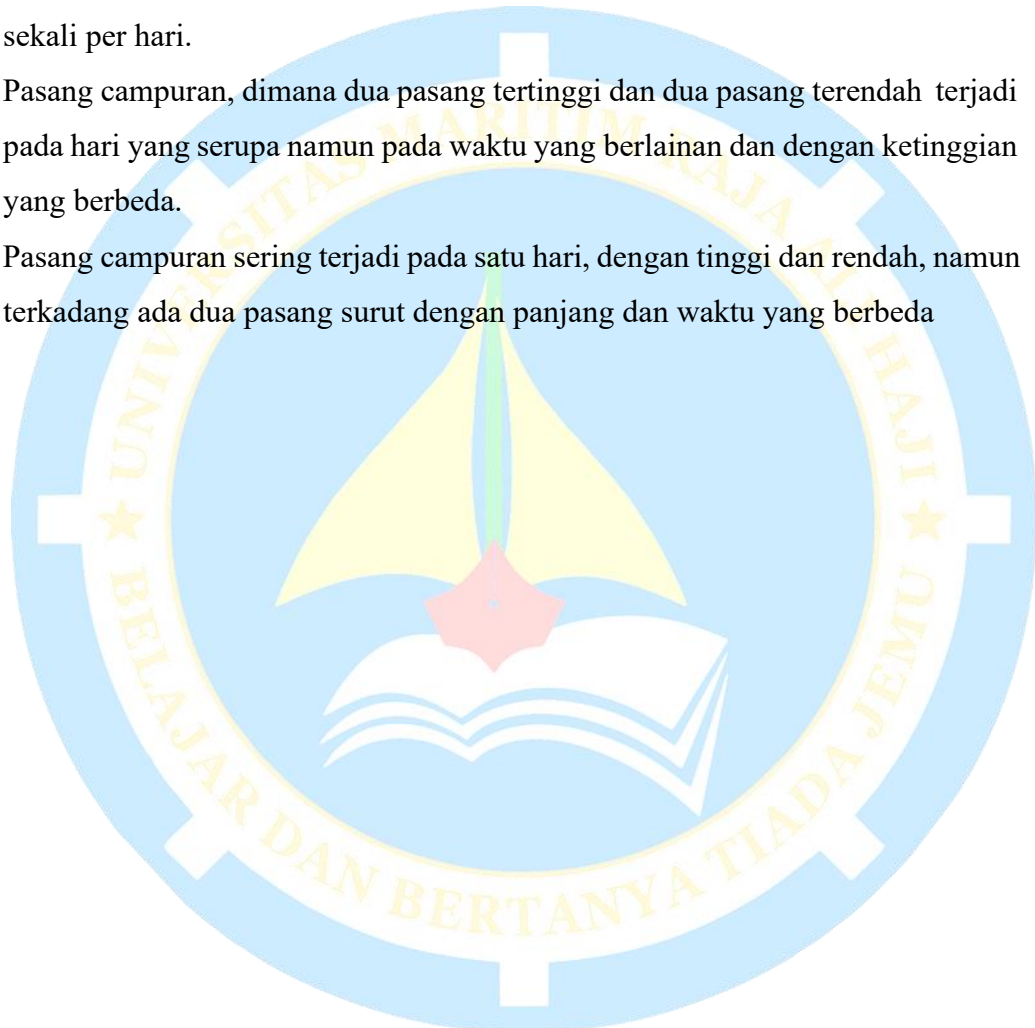 sekali per hari.
Pasang campuran, dimana dua pasang tertinggi dan dua pasang terendah terjadi
pada hari yang serupa namun pada waktu yang berlainan dan dengan ketinggian
yang berbeda.
Pasang campuran sering terjadi pada satu hari, dengan tinggi dan rendah, namun
terkadang ada dua pasang surut dengan panjang dan waktu yang berbeda
UNIVERSITAS MARITIM RAJA ALI HAJI
BELAJAR DAN BERTANYA TIADA JEMU